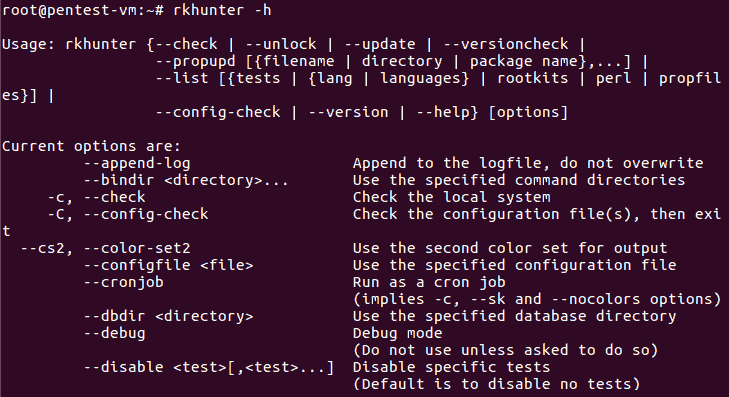 root@pentest-vm:~# rkhunter -h

Usage: rkhunter {--check | --unlock | --update | --versioncheck |
                 --propupd [{filename | directory | package name},...] |
                 --list [{tests | {lang | languages} | rootkits | perl | propfil
es}] |
                 --config-check | --version | --help} [options]

Current options are:
         --append-log                  Append to the logfile, do not overwrite
         --bindir <directory>...       Use the specified command directories
     -c, --check                       Check the local system
     -C, --config-check                Check the configuration file(s), then exi
t
  --cs2, --color-set2                  Use the second color set for output
         --configfile <file>           Use the specified configuration file
         --cronjob                     Run as a cron job
                                       (implies -c, --sk and --nocolors options)
         --dbdir <directory>           Use the specified database directory
         --debug                       Debug mode
                                       (Do not use unless asked to do so)
         --disable <test>[,<test>...]  Disable specific tests
                                       (Default is to disable no tests)